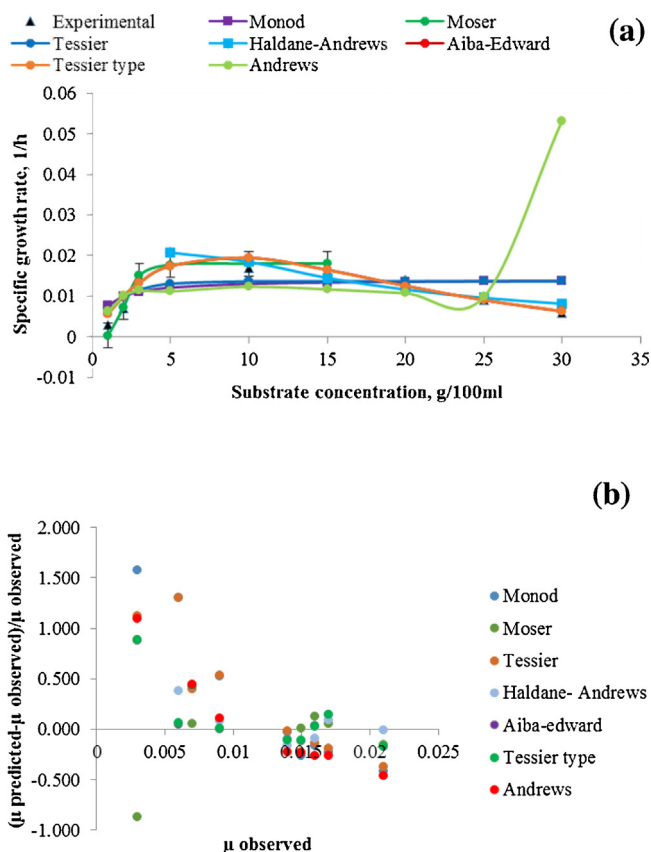 Experimental Monod Moser (a)
Tessier Haldane-Andrews Aiba-Edward
Tessier type Andrews
Specific growth rate, 1/h
0.06
0.05
0.04
0.03
0.02
0.01
0
-0.01
0 5 10 15 20 25 30 35
Substrate concentration, g/100ml
(b)
(μ predicted-μ observed)/μ observed
2.000
1.500
1.000
0.500
0.000
-0.500
-1.000
0 0.005 0.01 0.015 0.02 0.025
μ observed
Monod
Moser
Tessier
Haldane- Andrews
Aiba-edward
Tessier type
Andrews